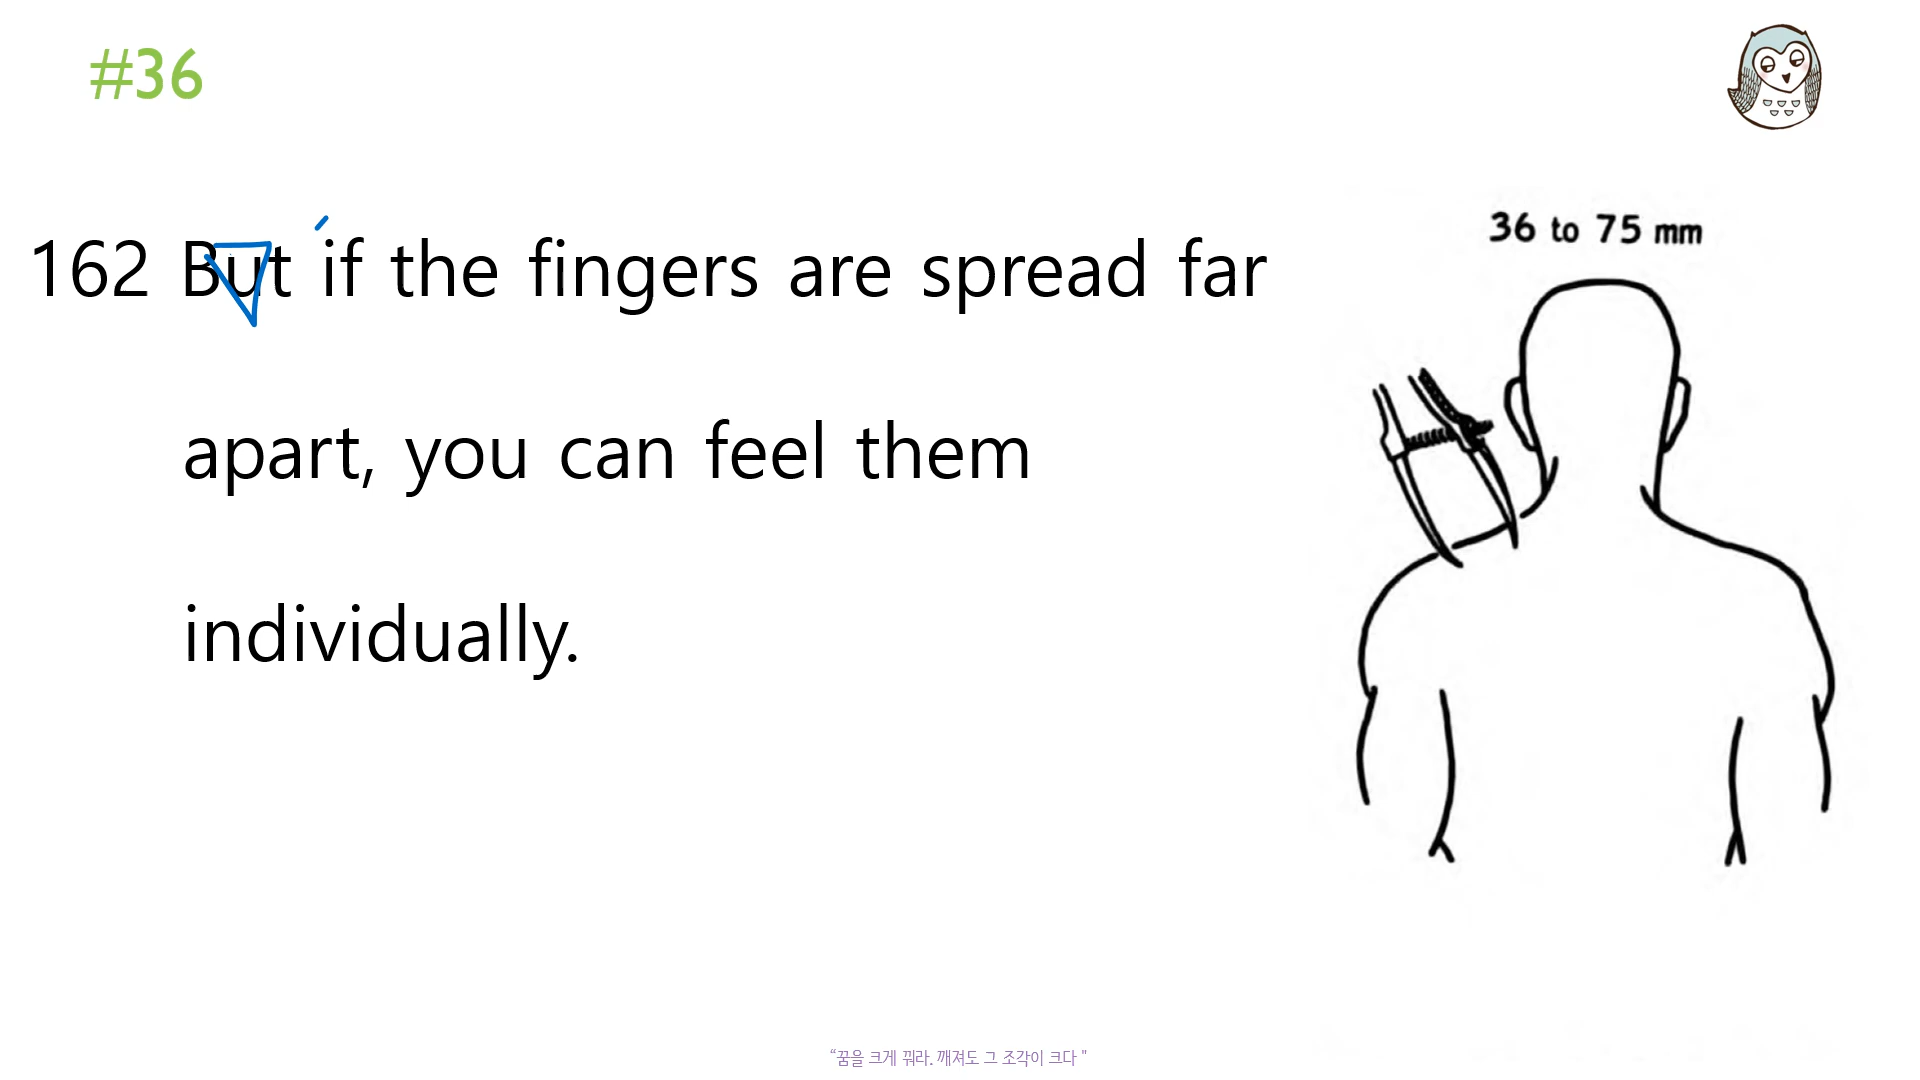 #36
36 to 75 mm
162 But if the fingers are spread far
apart, you can feel them
individually.
“꿈을 크게 꿔라. 깨져도 그 조각이 크다 "